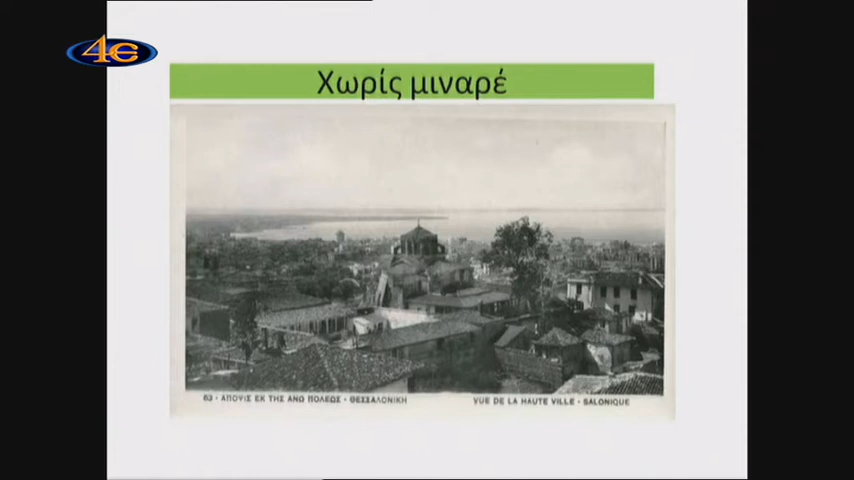 4E
Χωρίς μιναρέ
63 - ΑΠΟΨΙΣ ΕΚ ΤΗΣ ΑΝΩ ΠΟΛΕΩΣ - ΘΕΣΣΑΛΟΝΙΚΗ
VUE DE LA HAUTE VILLE - SALONIQUE